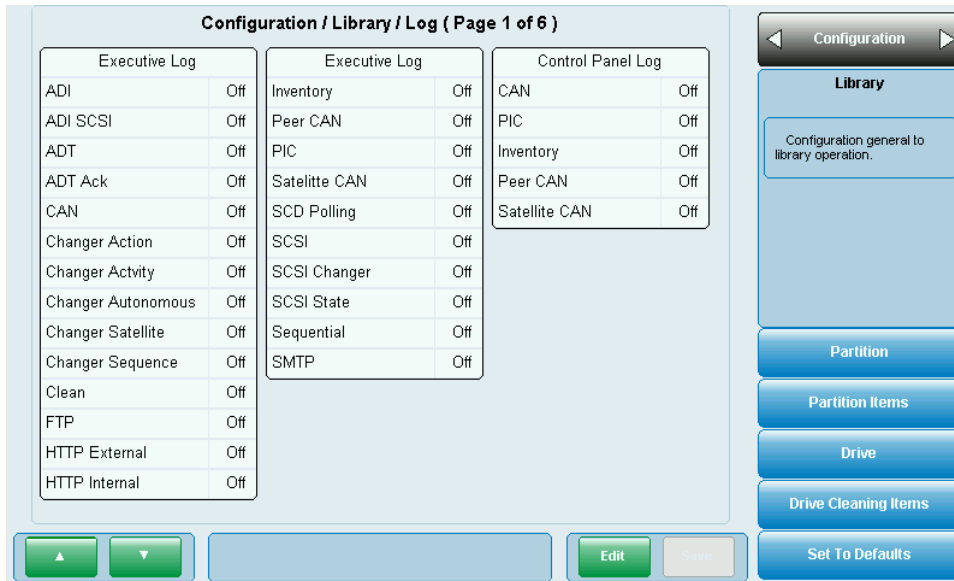 Configuration / Library / Log ( Page 1 of 6 )
Executive Log
ADI Off
ADI SCSI Off
ADT Off
ADT Ack Off
CAN Off
Changer Action Off
Changer Actvity Off
Changer Autonomous Off
Changer Satellite Off
Changer Sequence Off
Clean Off
FTP Off
HTTP External Off
HTTP Internal Off
Executive Log
Inventory Off
Peer CAN Off
PIC Off
Satelitte CAN Off
SCD Polling Off
SCSI Off
SCSI Changer Off
SCSI State Off
Sequential Off
SMTP Off
Control Panel Log
CAN Off
PIC Off
Inventory Off
Peer CAN Off
Satellite CAN Off
Configuration
Library
Configuration general to
library operation.
Partition
Partition Items
Drive
Drive Cleaning Items
Set To Defaults
Edit
Save